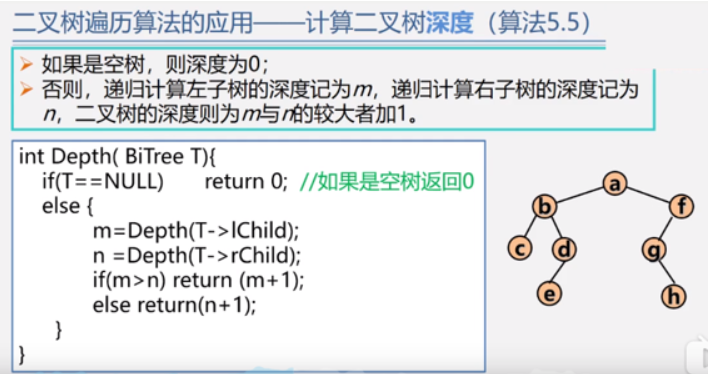 二叉树遍历算法的应用——计算二叉树深度（算法5.5）
如果是空树，则深度为0；
否则，递归计算左子树的深度记为m，递归计算右子树的深度记为
n，二叉树的深度则为m与n的较大者加1。
int Depth( BiTree T){
if(T==NULL) return 0; //如果是空树返回0
else {
m=Depth(T->lChild);
n =Depth(T->rChild);
if(m>n) return (m+1);
else return(n+1);
}
}
a
b f
c d g
e h